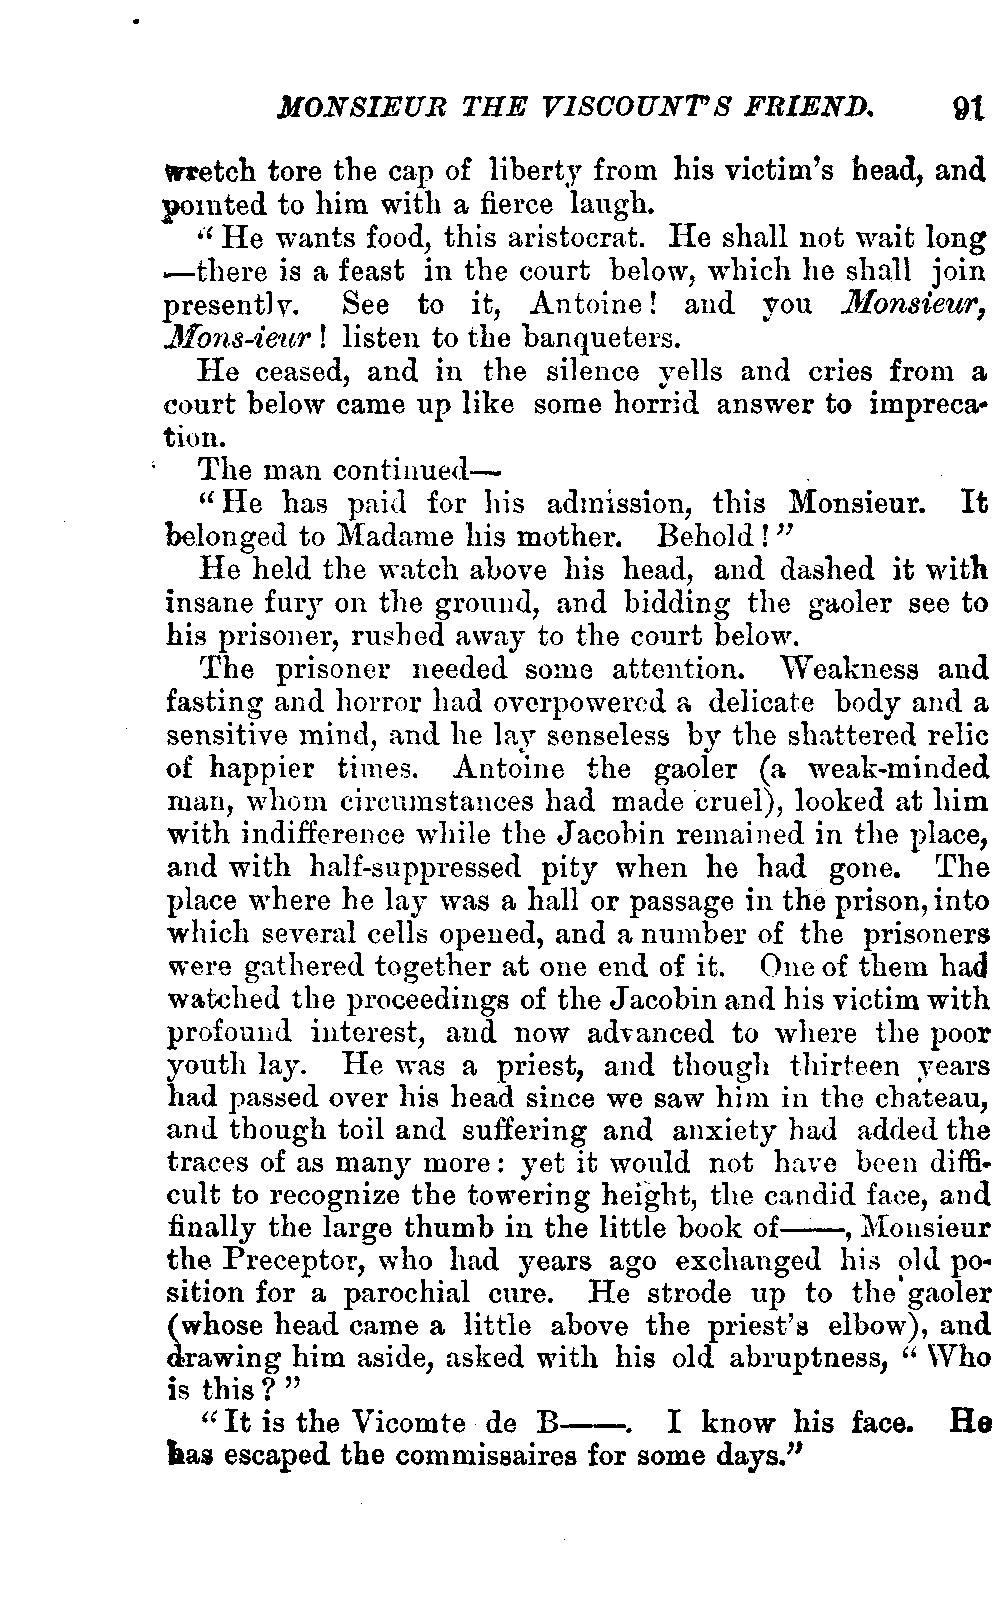 MONSIEUR THE VISCOUNT'S FRIEND. 91
wretch tore the cap of liberty from his victim's head, and
pointed to him with a fierce laugh.
"He wants food, this aristocrat. He shall not wait long
—there is a feast in the court below, which he shall join
presently. See to it, Antoine! and you Monsieur,
Mons-ieur! listen to the banqueters.
He ceased, and in the silence yells and cries from a
court below came up like some horrid answer to impreca-
tion.
The man continued—
"He has paid for his admission, this Monsieur. It
belonged to Madame his mother. Behold!"
He held the watch above his head, and dashed it with
insane fury on the ground, and bidding the gaoler see to
his prisoner, rushed away to the court below.
The prisoner needed some attention. Weakness and
fasting and horror had overpowered a delicate body and a
sensitive mind, and he lay senseless by the shattered relic
of happier times. Antoine the gaoler (a weak-minded
man, whom circumstances had made cruel), looked at him
with indifference while the Jacobin remained in the place,
and with half-suppressed pity when he had gone. The
place where he lay was a hall or passage in the prison, into
which several cells opened, and a number of the prisoners
were gathered together at one end of it. One of them had
watched the proceedings of the Jacobin and his victim with
profound interest, and now advanced to where the poor
youth lay. He was a priest, and though thirteen years
had passed over his head since we saw him in the chateau,
and though toil and suffering and anxiety had added the
traces of as many more: yet it would not have been diffi-
cult to recognize the towering height, the candid face, and
finally the large thumb in the little book of——, Monsieur
the Preceptor, who had years ago exchanged his old po-
sition for a parochial cure. He strode up to the gaoler
(whose head came a little above the priest's elbow), and
drawing him aside, asked with his old abruptness, "Who
is this?"
"It is the Vicomte de B——. I know his face. He
has escaped the commissaires for some days."